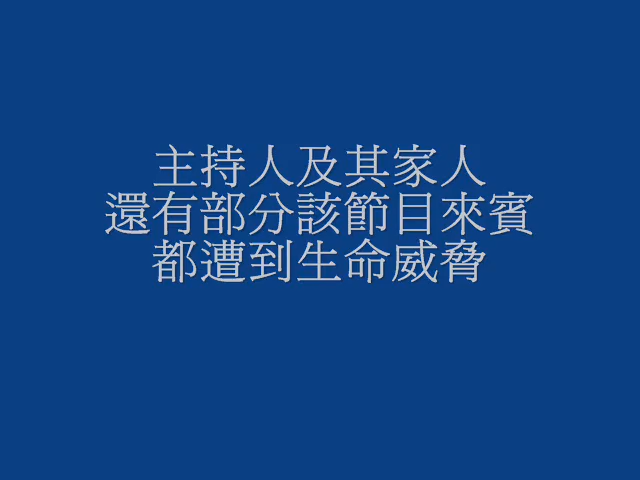 主持人及其家人
還有部分該節目來賓
都遭到生命威脅